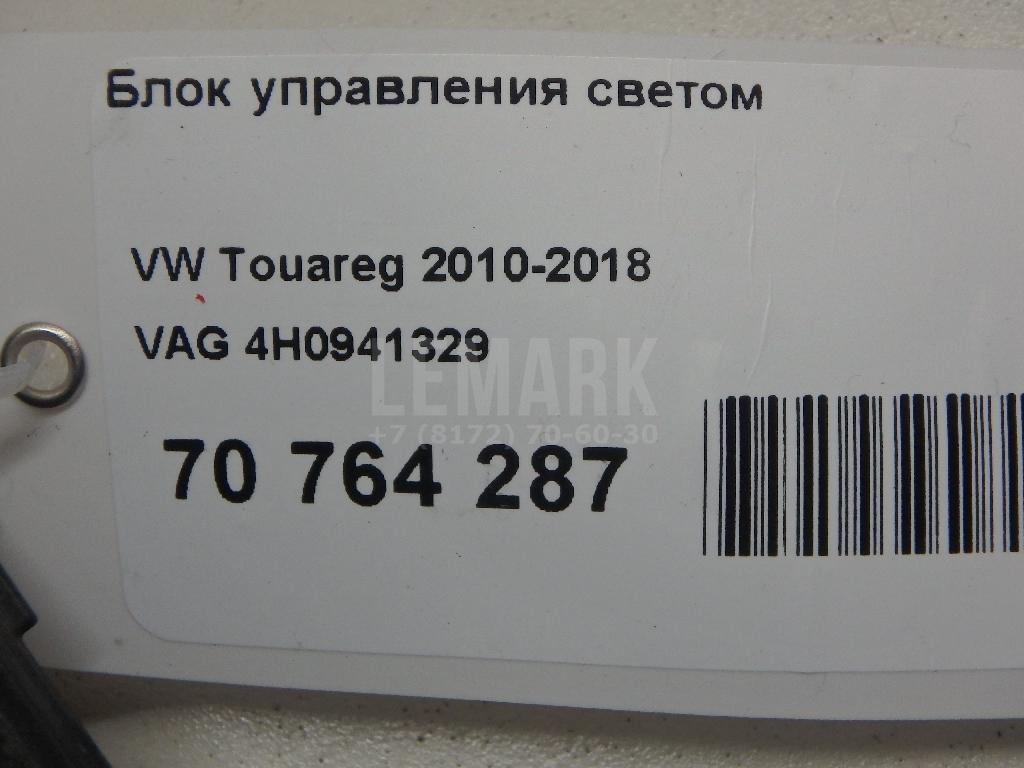 Блок управления светом
VW Touareg 2010-2018
VAG 4H0941329
LEMARK
+7 (8172) 70-60-30
70 764 287